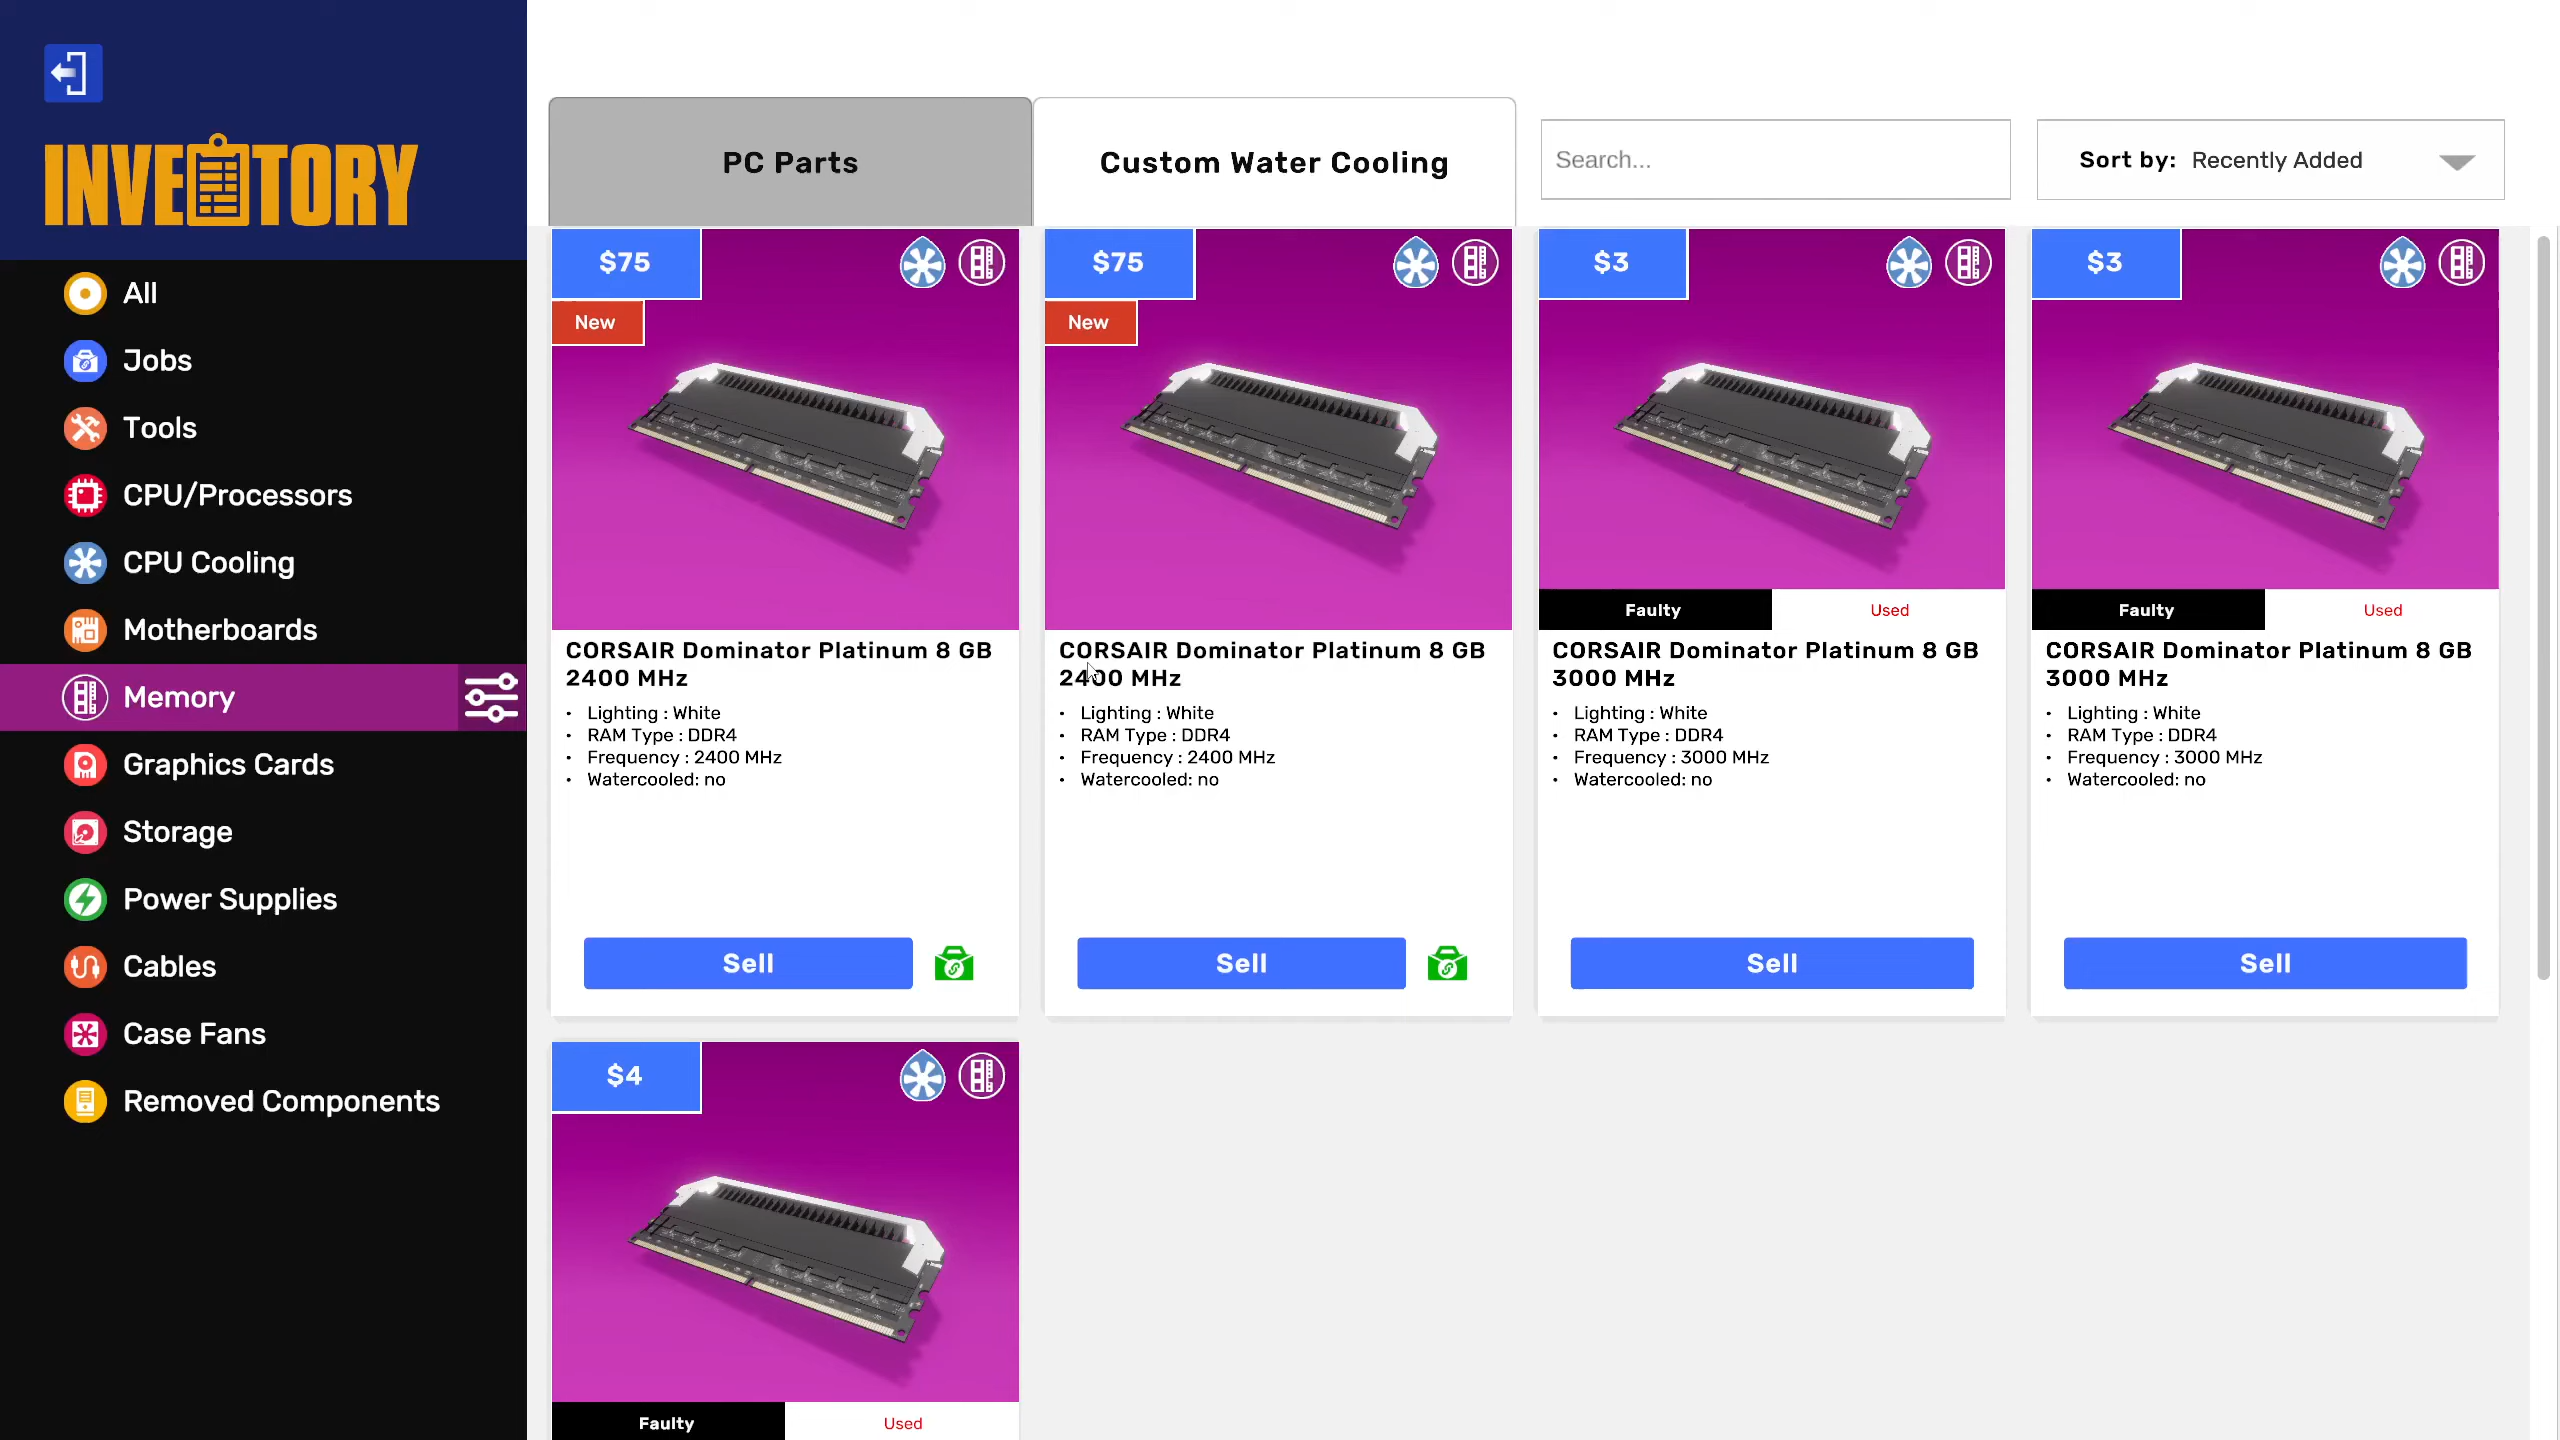 INVENTORY
All
Jobs
Tools
CPU/Processors
CPU Cooling
Motherboards
Memory
Graphics Cards
Storage
Power Supplies
Cables
Case Fans
Removed Components
PC Parts
Custom Water Cooling
Search...
Sort by: Recently Added
$75
New
CORSAIR Dominator Platinum 8 GB
2400 MHz
• Lighting : White
• RAM Type : DDR4
• Frequency : 2400 MHz
• Watercooled: no
Sell
$75
New
CORSAIR Dominator Platinum 8 GB
2400 MHz
• Lighting : White
• RAM Type : DDR4
• Frequency : 2400 MHz
• Watercooled: no
Sell
$3
Faulty
Used
CORSAIR Dominator Platinum 8 GB
3000 MHz
• Lighting : White
• RAM Type : DDR4
• Frequency : 3000 MHz
• Watercooled: no
Sell
$3
Faulty
Used
CORSAIR Dominator Platinum 8 GB
3000 MHz
• Lighting : White
• RAM Type : DDR4
• Frequency : 3000 MHz
• Watercooled: no
Sell
$4
Faulty
Used